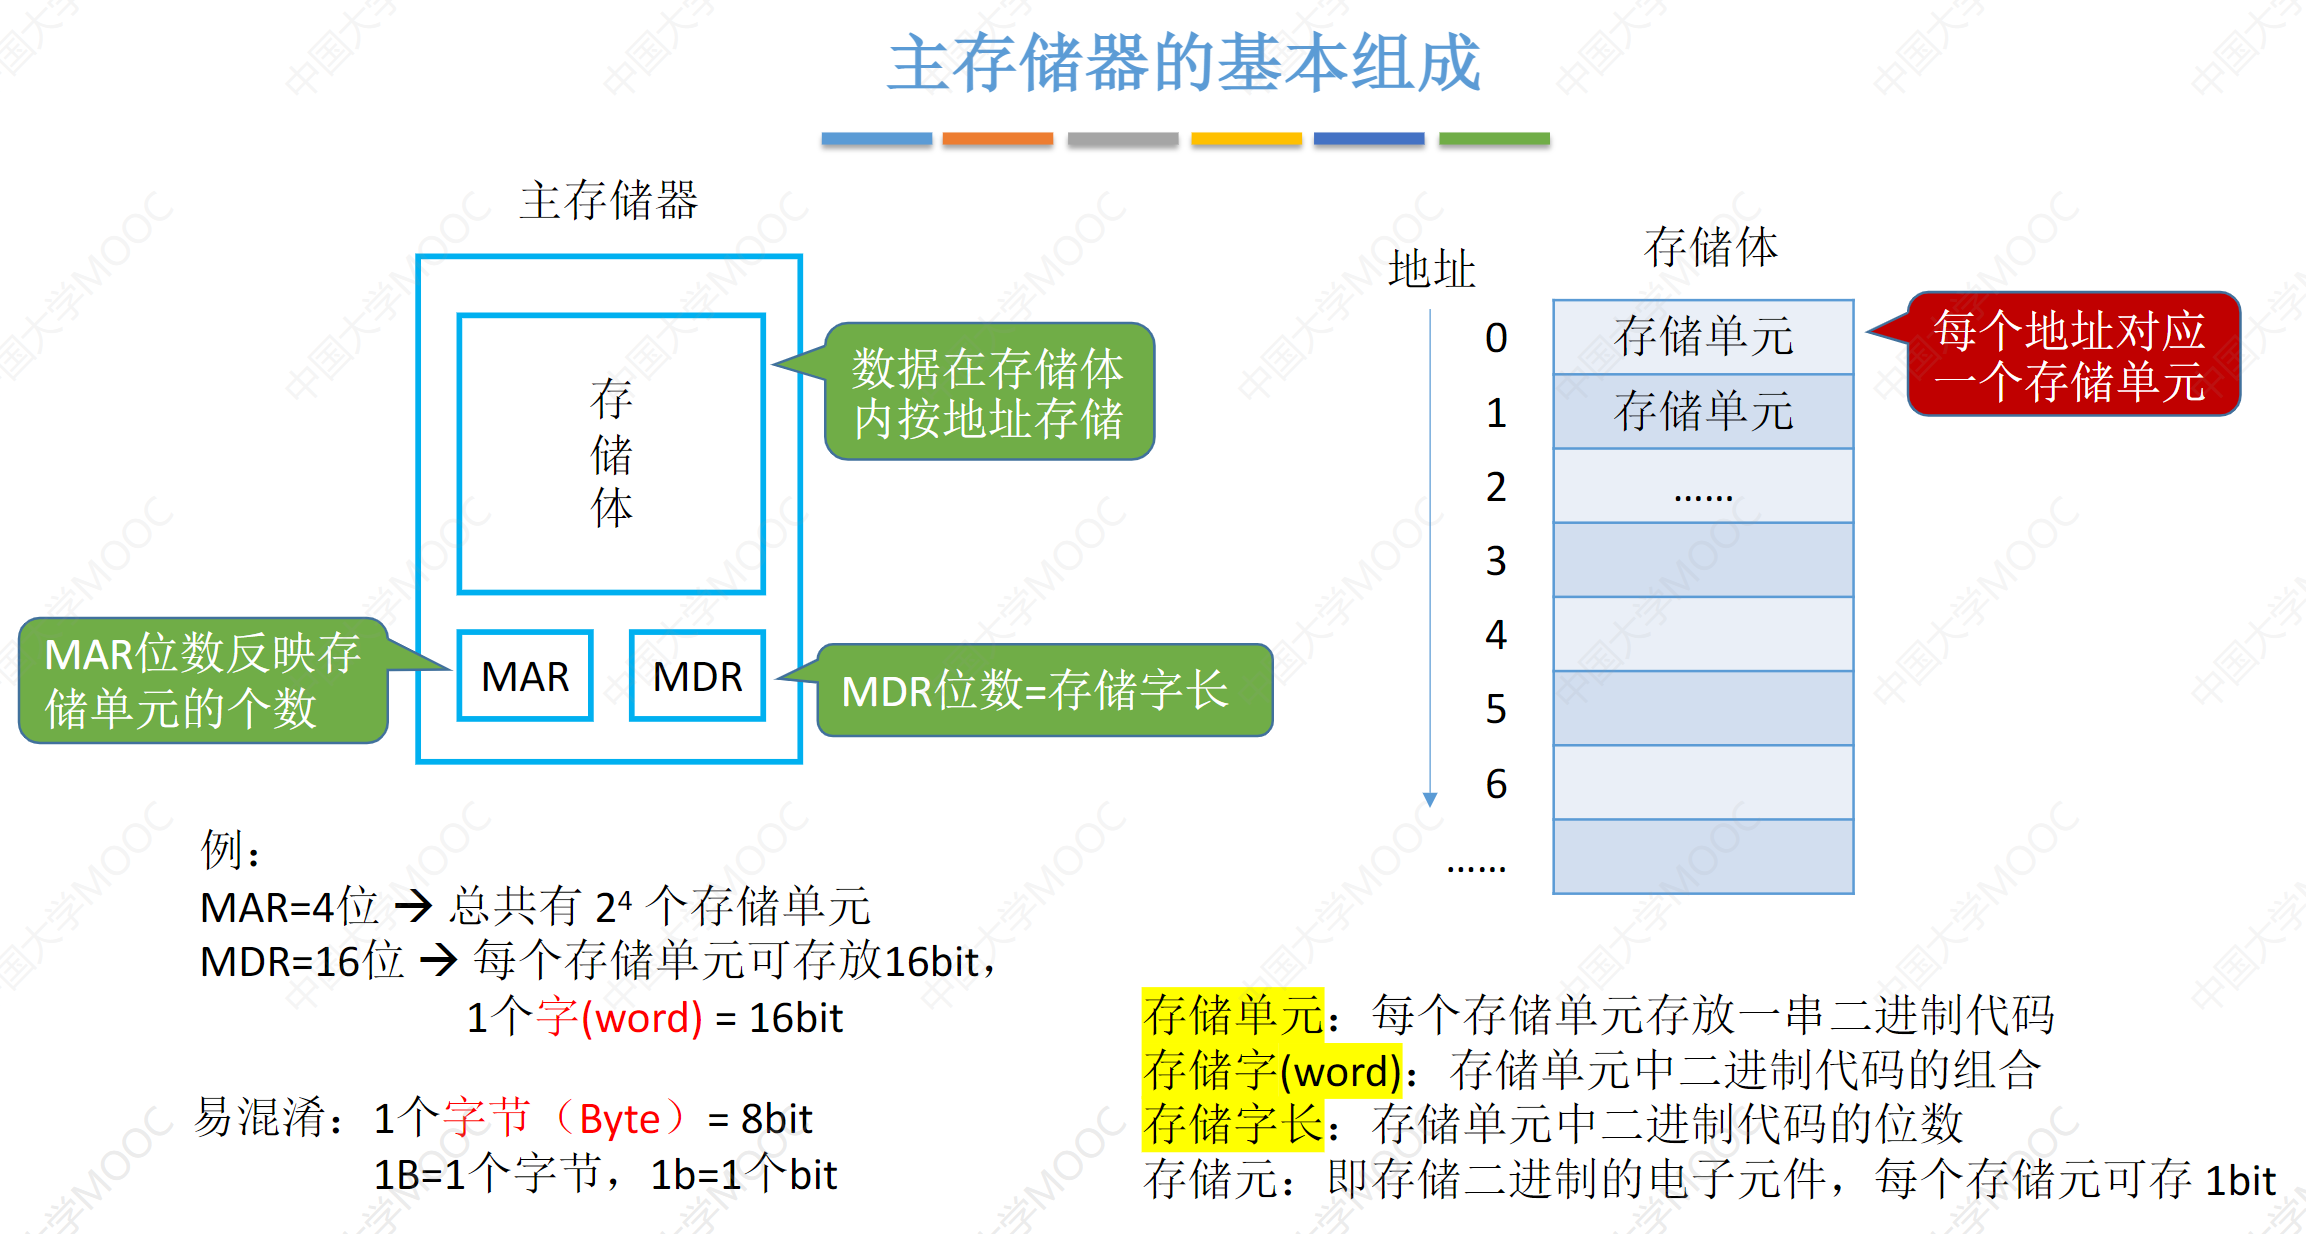 主存储器的基本组成
主存储器
存
储
体
MAR
MDR
数据在存储体
内按地址存储
MAR位数反映存
储单元的个数
MDR位数=存储字长
地址
存储体
0
存储单元
1
存储单元
2
……
3
4
5
6
……
每个地址对应
一个存储单元
例：
MAR=4位 → 总共有 2⁴ 个存储单元
MDR=16位 → 每个存储单元可存放16bit，
1个字(word) = 16bit
易混淆：1个字节（Byte）= 8bit
1B=1个字节，1b=1个bit
存储单元：每个存储单元存放一串二进制代码
存储字(word)：存储单元中二进制代码的组合
存储字长：存储单元中二进制代码的位数
存储元：即存储二进制的电子元件，每个存储元可存 1bit
中国大学MOOC